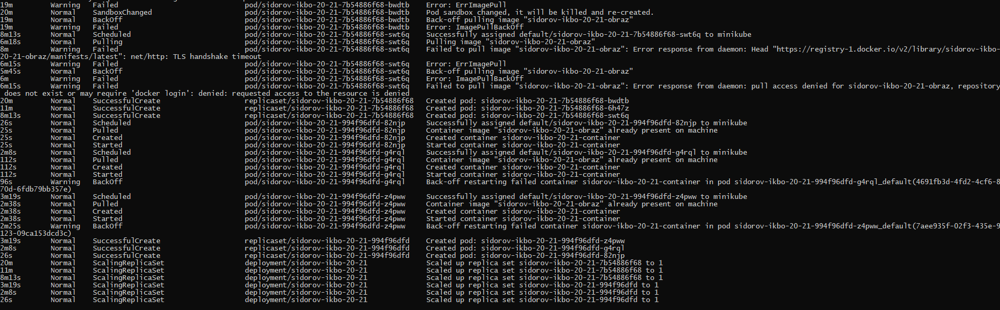 19m Warning Failed pod/sidorov-ikbo-20-21-7b54886f68-bwdtb Error: ErrImagePull
20m Normal SandboxChanged pod/sidorov-ikbo-20-21-7b54886f68-bwdtb Pod sandbox changed, it will be killed and re-created.
19m Normal BackOff pod/sidorov-ikbo-20-21-7b54886f68-bwdtb Back-off pulling image "sidorov-ikbo-20-21-obraz"
19m Warning Failed pod/sidorov-ikbo-20-21-7b54886f68-bwdtb Error: ImagePullBackOff
8m13s Normal Scheduled pod/sidorov-ikbo-20-21-7b54886f68-swt6q Successfully assigned default/sidorov-ikbo-20-21-7b54886f68-swt6q to minikube
6m18s Normal Pulling pod/sidorov-ikbo-20-21-7b54886f68-swt6q Pulling image "sidorov-ikbo-20-21-obraz"
8m Warning Failed pod/sidorov-ikbo-20-21-7b54886f68-swt6q Failed to pull image "sidorov-ikbo-20-21-obraz": Error response from daemon: Head "https://registry-1.docker.io/v2/library/sidorov-ikbo-
20-21-obraz/manifests/latest": net/http: TLS handshake timeout
6m15s Warning Failed pod/sidorov-ikbo-20-21-7b54886f68-swt6q Error: ErrImagePull
5m45s Normal BackOff pod/sidorov-ikbo-20-21-7b54886f68-swt6q Back-off pulling image "sidorov-ikbo-20-21-obraz"
6m Warning Failed pod/sidorov-ikbo-20-21-7b54886f68-swt6q Error: ImagePullBackOff
6m15s Warning Failed pod/sidorov-ikbo-20-21-7b54886f68-swt6q Failed to pull image "sidorov-ikbo-20-21-obraz": Error response from daemon: pull access denied for sidorov-ikbo-20-21-obraz, repository
does not exist or may require 'docker login': denied: requested access to the resource is denied
20m Normal SuccessfulCreate replicaset/sidorov-ikbo-20-21-7b54886f68 Created pod: sidorov-ikbo-20-21-7b54886f68-bwdtb
11m Normal SuccessfulCreate replicaset/sidorov-ikbo-20-21-7b54886f68 Created pod: sidorov-ikbo-20-21-7b54886f68-6h47z
8m13s Normal SuccessfulCreate replicaset/sidorov-ikbo-20-21-7b54886f68 Created pod: sidorov-ikbo-20-21-7b54886f68-swt6q
26s Normal Scheduled pod/sidorov-ikbo-20-21-994f96dfd-82njp Successfully assigned default/sidorov-ikbo-20-21-994f96dfd-82njp to minikube
25s Normal Pulled pod/sidorov-ikbo-20-21-994f96dfd-82njp Container image "sidorov-ikbo-20-21-obraz" already present on machine
25s Normal Created pod/sidorov-ikbo-20-21-994f96dfd-82njp Created container sidorov-ikbo-20-21-container
25s Normal Started pod/sidorov-ikbo-20-21-994f96dfd-82njp Started container sidorov-ikbo-20-21-container
2m8s Normal Scheduled pod/sidorov-ikbo-20-21-994f96dfd-g4rql Successfully assigned default/sidorov-ikbo-20-21-994f96dfd-g4rql to minikube
112s Normal Pulled pod/sidorov-ikbo-20-21-994f96dfd-g4rql Container image "sidorov-ikbo-20-21-obraz" already present on machine
112s Normal Created pod/sidorov-ikbo-20-21-994f96dfd-g4rql Created container sidorov-ikbo-20-21-container
112s Normal Started pod/sidorov-ikbo-20-21-994f96dfd-g4rql Started container sidorov-ikbo-20-21-container
96s Warning BackOff pod/sidorov-ikbo-20-21-994f96dfd-g4rql Back-off restarting failed container sidorov-ikbo-20-21-container in pod sidorov-ikbo-20-21-994f96dfd-g4rql_default(4691fb3d-4fd2-4cf6-8
70d-6fdb79bb357e)
3m19s Normal Scheduled pod/sidorov-ikbo-20-21-994f96dfd-z4pww Successfully assigned default/sidorov-ikbo-20-21-994f96dfd-z4pww to minikube
2m38s Normal Pulled pod/sidorov-ikbo-20-21-994f96dfd-z4pww Container image "sidorov-ikbo-20-21-obraz" already present on machine
2m38s Normal Created pod/sidorov-ikbo-20-21-994f96dfd-z4pww Created container sidorov-ikbo-20-21-container
2m38s Normal Started pod/sidorov-ikbo-20-21-994f96dfd-z4pww Started container sidorov-ikbo-20-21-container
2m25s Warning BackOff pod/sidorov-ikbo-20-21-994f96dfd-z4pww Back-off restarting failed container sidorov-ikbo-20-21-container in pod sidorov-ikbo-20-21-994f96dfd-z4pww_default(7aee935f-02f3-435e-9
123-09ca153dcd3c)
3m19s Normal SuccessfulCreate replicaset/sidorov-ikbo-20-21-994f96dfd Created pod: sidorov-ikbo-20-21-994f96dfd-z4pww
2m8s Normal SuccessfulCreate replicaset/sidorov-ikbo-20-21-994f96dfd Created pod: sidorov-ikbo-20-21-994f96dfd-g4rql
26s Normal SuccessfulCreate replicaset/sidorov-ikbo-20-21-994f96dfd Created pod: sidorov-ikbo-20-21-994f96dfd-82njp
20m Normal ScalingReplicaSet deployment/sidorov-ikbo-20-21 Scaled up replica set sidorov-ikbo-20-21-7b54886f68 to 1
11m Normal ScalingReplicaSet deployment/sidorov-ikbo-20-21 Scaled up replica set sidorov-ikbo-20-21-7b54886f68 to 1
8m13s Normal ScalingReplicaSet deployment/sidorov-ikbo-20-21 Scaled up replica set sidorov-ikbo-20-21-7b54886f68 to 1
3m19s Normal ScalingReplicaSet deployment/sidorov-ikbo-20-21 Scaled up replica set sidorov-ikbo-20-21-994f96dfd to 1
2m8s Normal ScalingReplicaSet deployment/sidorov-ikbo-20-21 Scaled up replica set sidorov-ikbo-20-21-994f96dfd to 1
26s Normal ScalingReplicaSet deployment/sidorov-ikbo-20-21 Scaled up replica set sidorov-ikbo-20-21-994f96dfd to 1